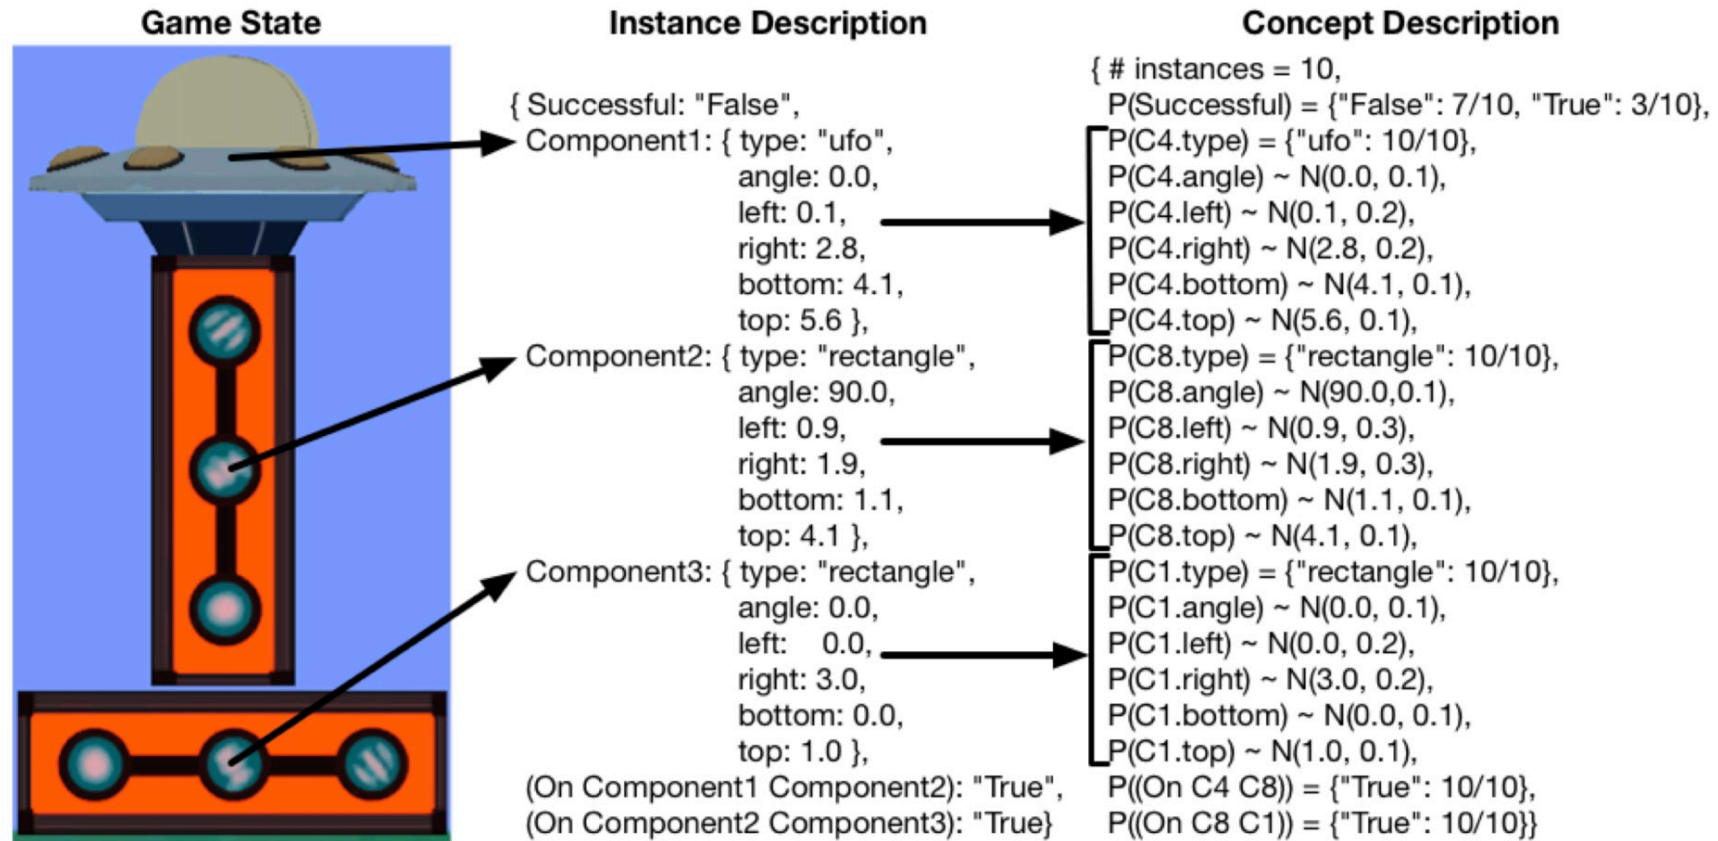 Game State
Instance Description
Concept Description
{ Successful: "False",
Component1: { type: "ufo",
angle: 0.0,
left: 0.1,
right: 2.8,
bottom: 4.1,
top: 5.6 },
Component2: { type: "rectangle",
angle: 90.0,
left: 0.9,
right: 1.9,
bottom: 1.1,
top: 4.1 },
Component3: { type: "rectangle",
angle: 0.0,
left: 0.0,
right: 3.0,
bottom: 0.0,
top: 1.0 },
(On Component1 Component2): "True",
(On Component2 Component3): "True}
{ # instances = 10,
P(Successful) = {"False": 7/10, "True": 3/10},
P(C4.type) = {"ufo": 10/10},
P(C4.angle) ~ N(0.0, 0.1),
P(C4.left) ~ N(0.1, 0.2),
P(C4.right) ~ N(2.8, 0.2),
P(C4.bottom) ~ N(4.1, 0.1),
P(C4.top) ~ N(5.6, 0.1),
P(C8.type) = {"rectangle": 10/10},
P(C8.angle) ~ N(90.0,0.1),
P(C8.left) ~ N(0.9, 0.3),
P(C8.right) ~ N(1.9, 0.3),
P(C8.bottom) ~ N(1.1, 0.1),
P(C8.top) ~ N(4.1, 0.1),
P(C1.type) = {"rectangle": 10/10},
P(C1.angle) ~ N(0.0, 0.1),
P(C1.left) ~ N(0.0, 0.2),
P(C1.right) ~ N(3.0, 0.2),
P(C1.bottom) ~ N(0.0, 0.1),
P(C1.top) ~ N(1.0, 0.1),
P((On C4 C8)) = {"True": 10/10},
P((On C8 C1)) = {"True": 10/10}}